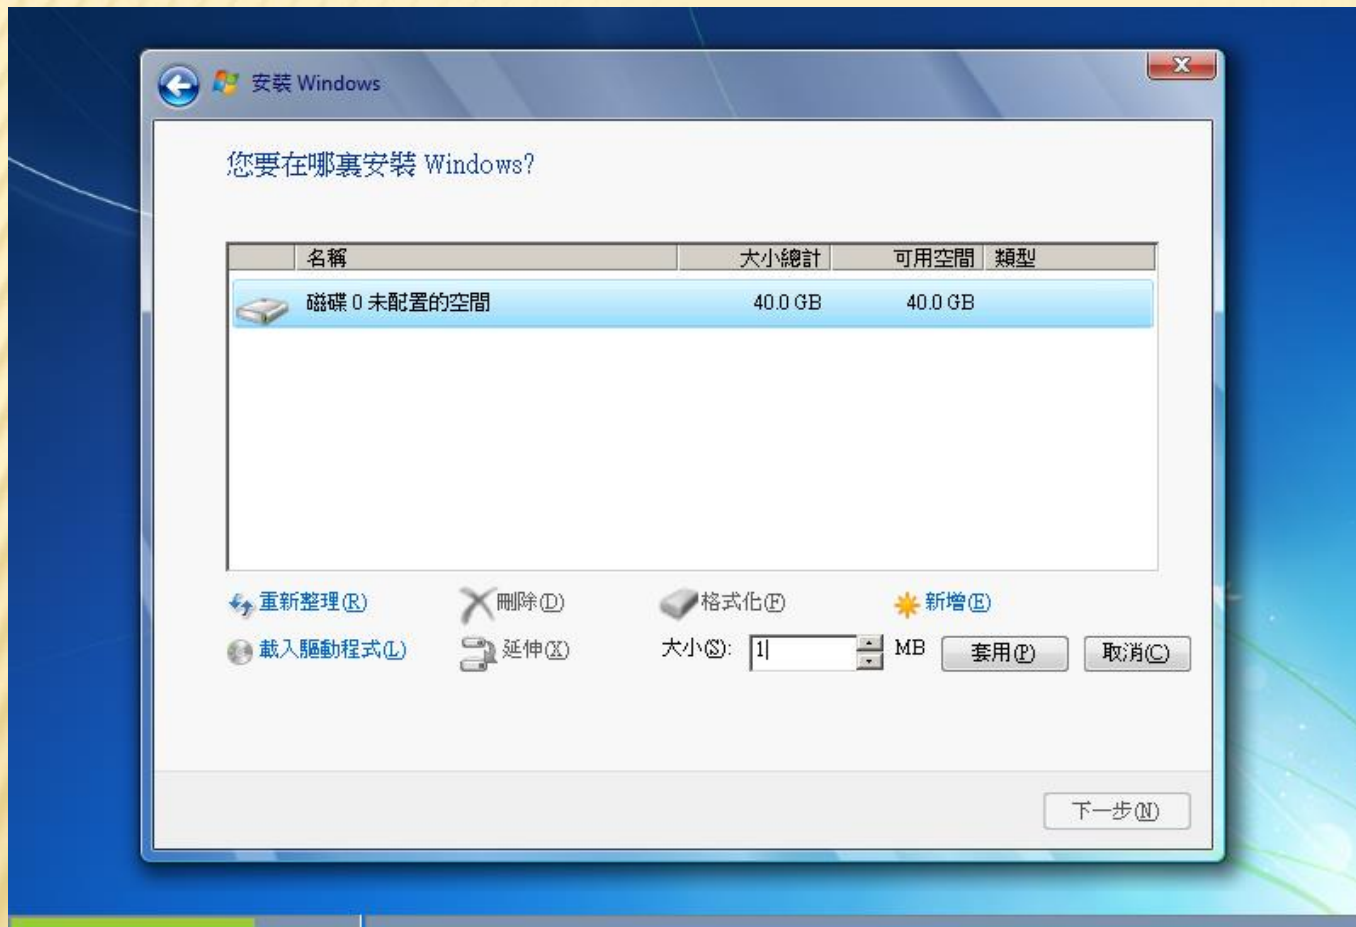 安裝 Windows
您要在哪裏安裝 Windows?
名稱 大小總計 可用空間 類型
磁碟 0 未配置的空間 40.0 GB 40.0 GB
重新整理(R) 刪除(D) 格式化(F) 新增(E)
載入驅動程式(L) 延伸(X) 大小(S): 1 MB 套用(P) 取消(C)
下一步(N)